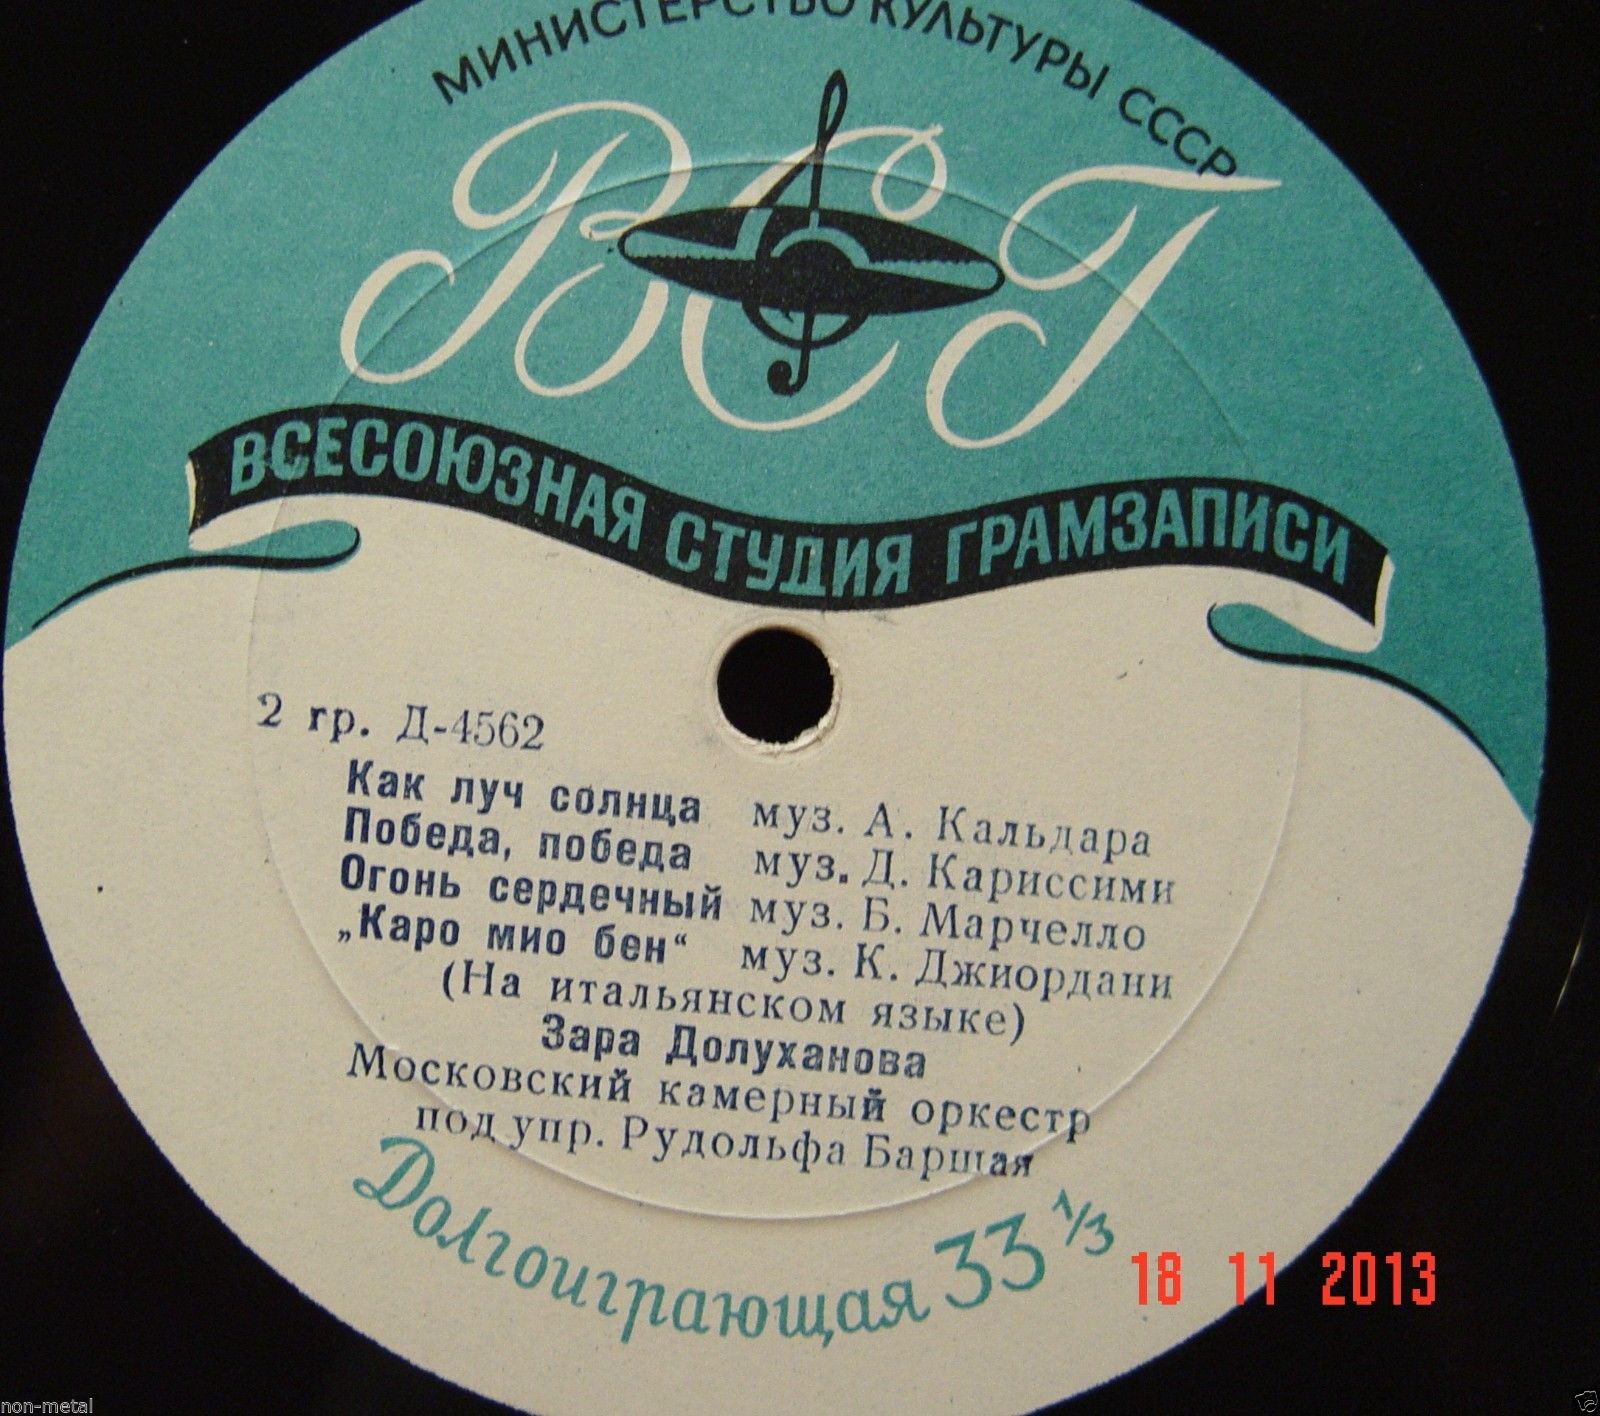 МИНИСТЕРСТВО КУЛЬТУРЫ СССР
ВСГ
ВСЕСОЮЗНАЯ СТУДИЯ ГРАМЗАПИСИ
2 гр. Д-4562
Как луч солнца муз. А. Кальдара
Победа, победа муз. Д. Кариссими
Огонь сердечный муз. Б. Марчелло
„Каро мио бен“ муз. К. Джиордани
(На итальянском языке)
Зара Долуханова
Московский камерный оркестр
под упр. Рудольфа Баршая
Долгоиграющая 33 1/3
18 11 2013
non-metal